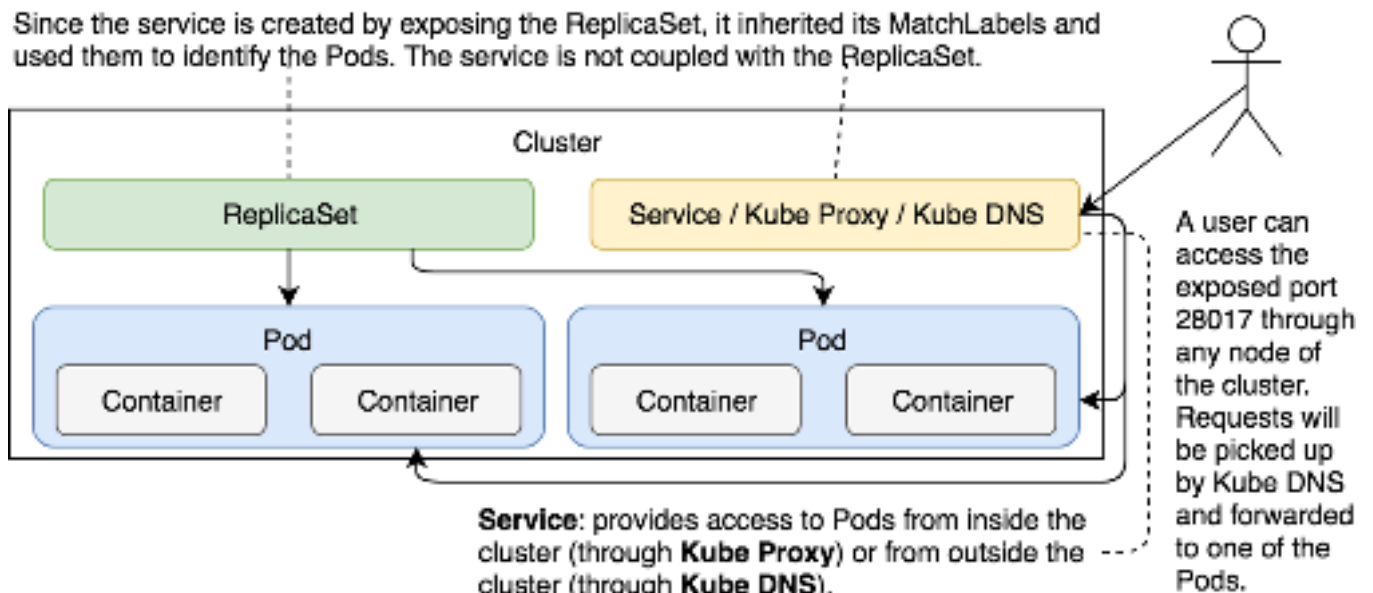 Since the service is created by exposing the ReplicaSet, it inherited its MatchLabels and
used them to identify the Pods. The service is not coupled with the ReplicaSet.
Cluster
ReplicaSet
Service / Kube Proxy / Kube DNS
Pod
Container
Container
Pod
Container
Container
A user can
access the
exposed port
28017 through
any node of
the cluster.
Requests will
be picked up
by Kube DNS
and forwarded
to one of the
Pods.
Service: provides access to Pods from inside the
cluster (through Kube Proxy) or from outside the
cluster (through Kube DNS).